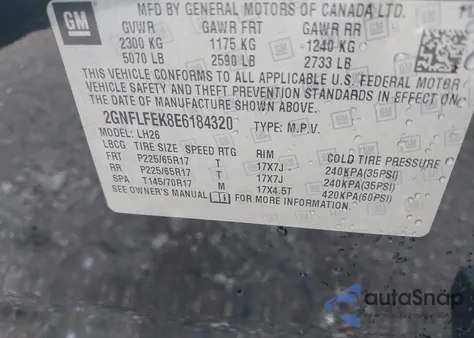 MFD BY GENERAL MOTORS OF CANADA LTD.
GM
GVWR GAWR FRT GAWR RR
2300 KG 1175 KG 1240 KG
5070 LB 2590 LB 2733 LB
THIS VEHICLE CONFORMS TO ALL APPLICABLE U.S. FEDERAL MOTOR
VEHICLE SAFETY AND THEFT PREVENTION STANDARDS IN EFFECT ON
THE DATE OF MANUFACTURE SHOWN ABOVE.
2GNFLFEK8E6184320 TYPE: M.P.V.
MODEL: LH26
LBCG TIRE SIZE SPEED RTG RIM COLD TIRE PRESSURE
FRT P225/65R17 T 17X7J 240KPA(35PSI)
RR P225/65R17 T 17X7J 240KPA(35PSI)
SPA T145/70R17 M 17X4.5T 420KPA(60PSI)
SEE OWNER'S MANUAL FOR MORE INFORMATION.
autoSnap